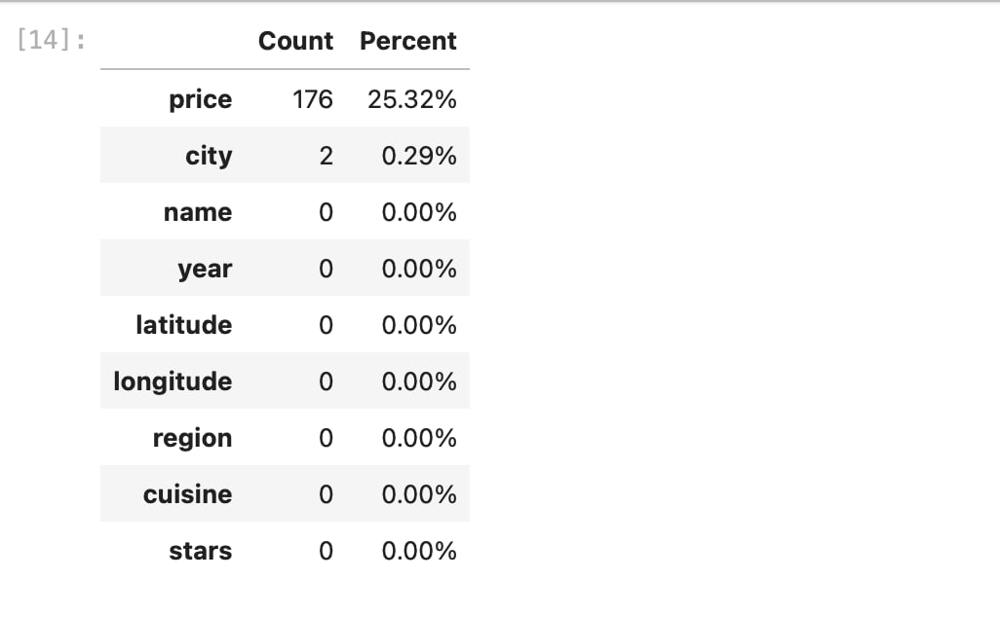 [14]:
Count Percent
price 176 25.32%
city 2 0.29%
name 0 0.00%
year 0 0.00%
latitude 0 0.00%
longitude 0 0.00%
region 0 0.00%
cuisine 0 0.00%
stars 0 0.00%